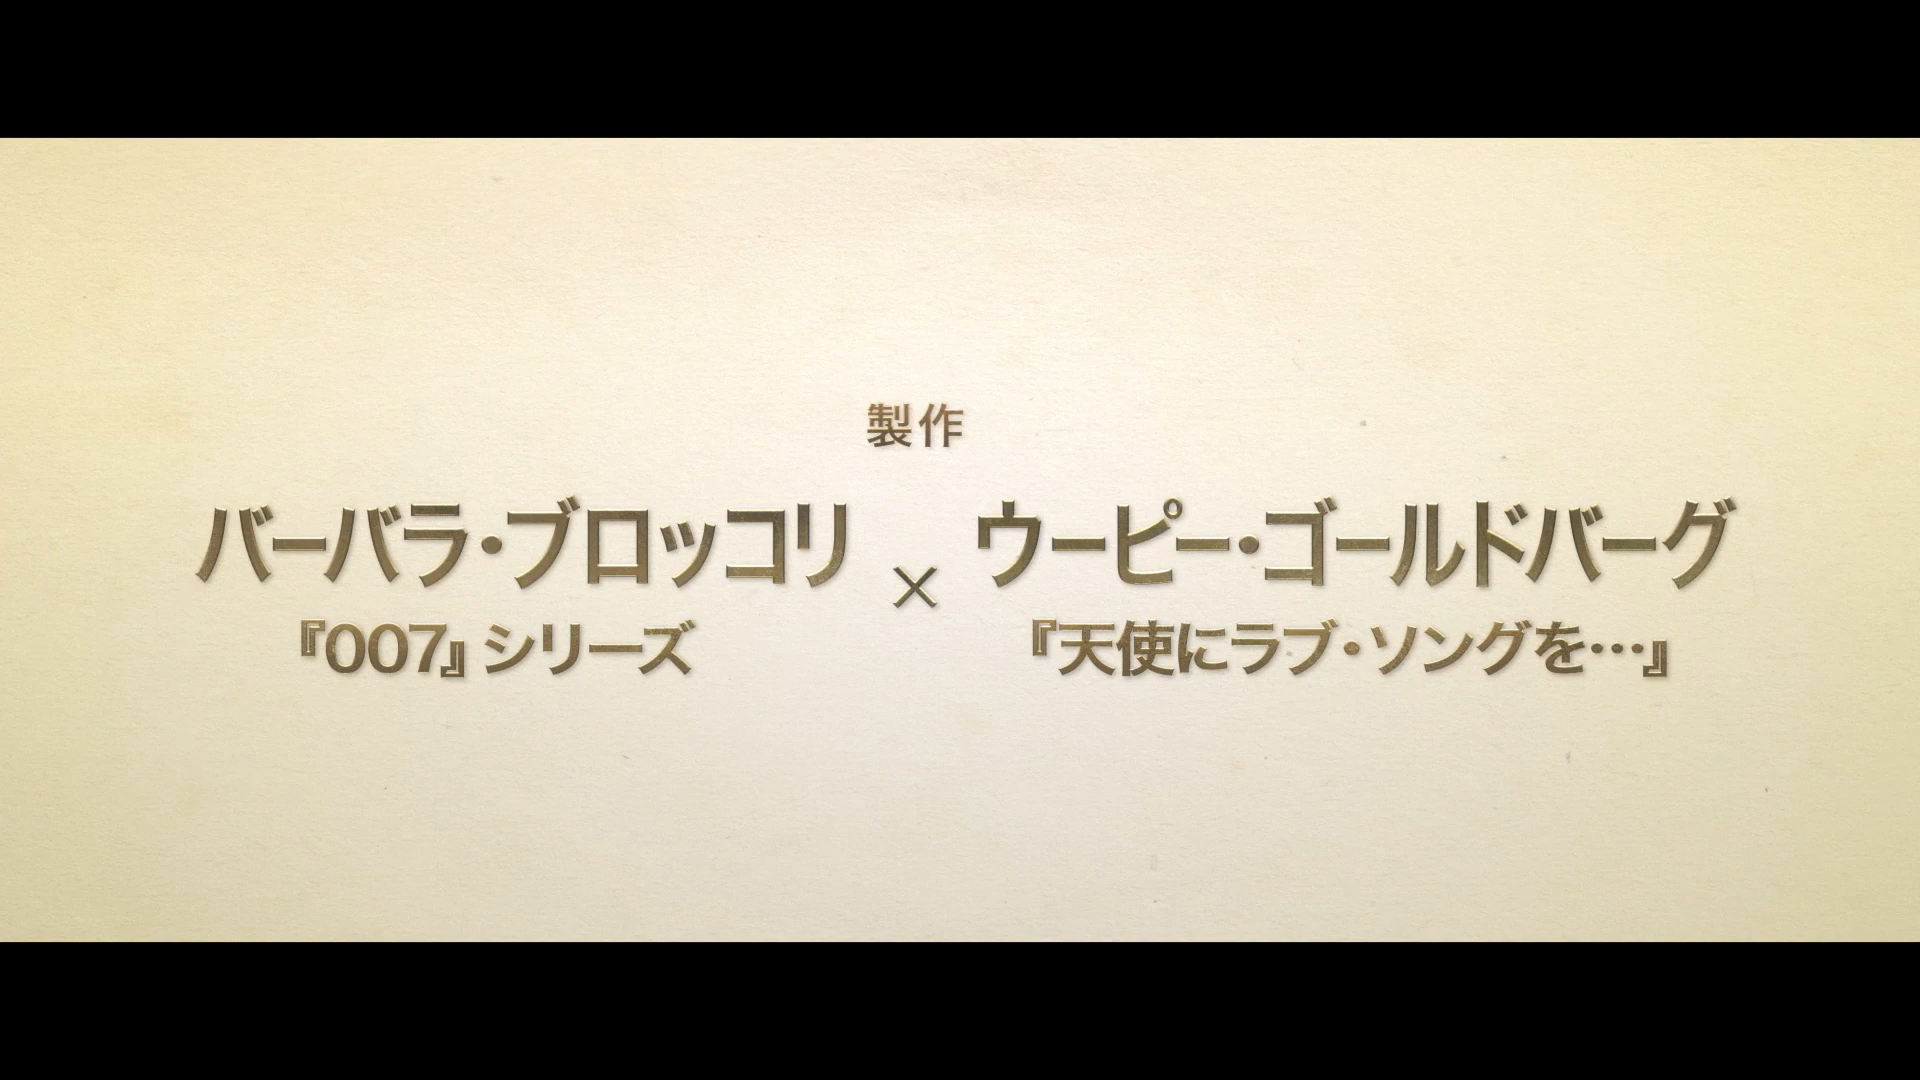 製作
バーバラ・ブロッコリ × ウーピー・ゴールドバーグ
『007』シリーズ 『天使にラブ・ソングを…』